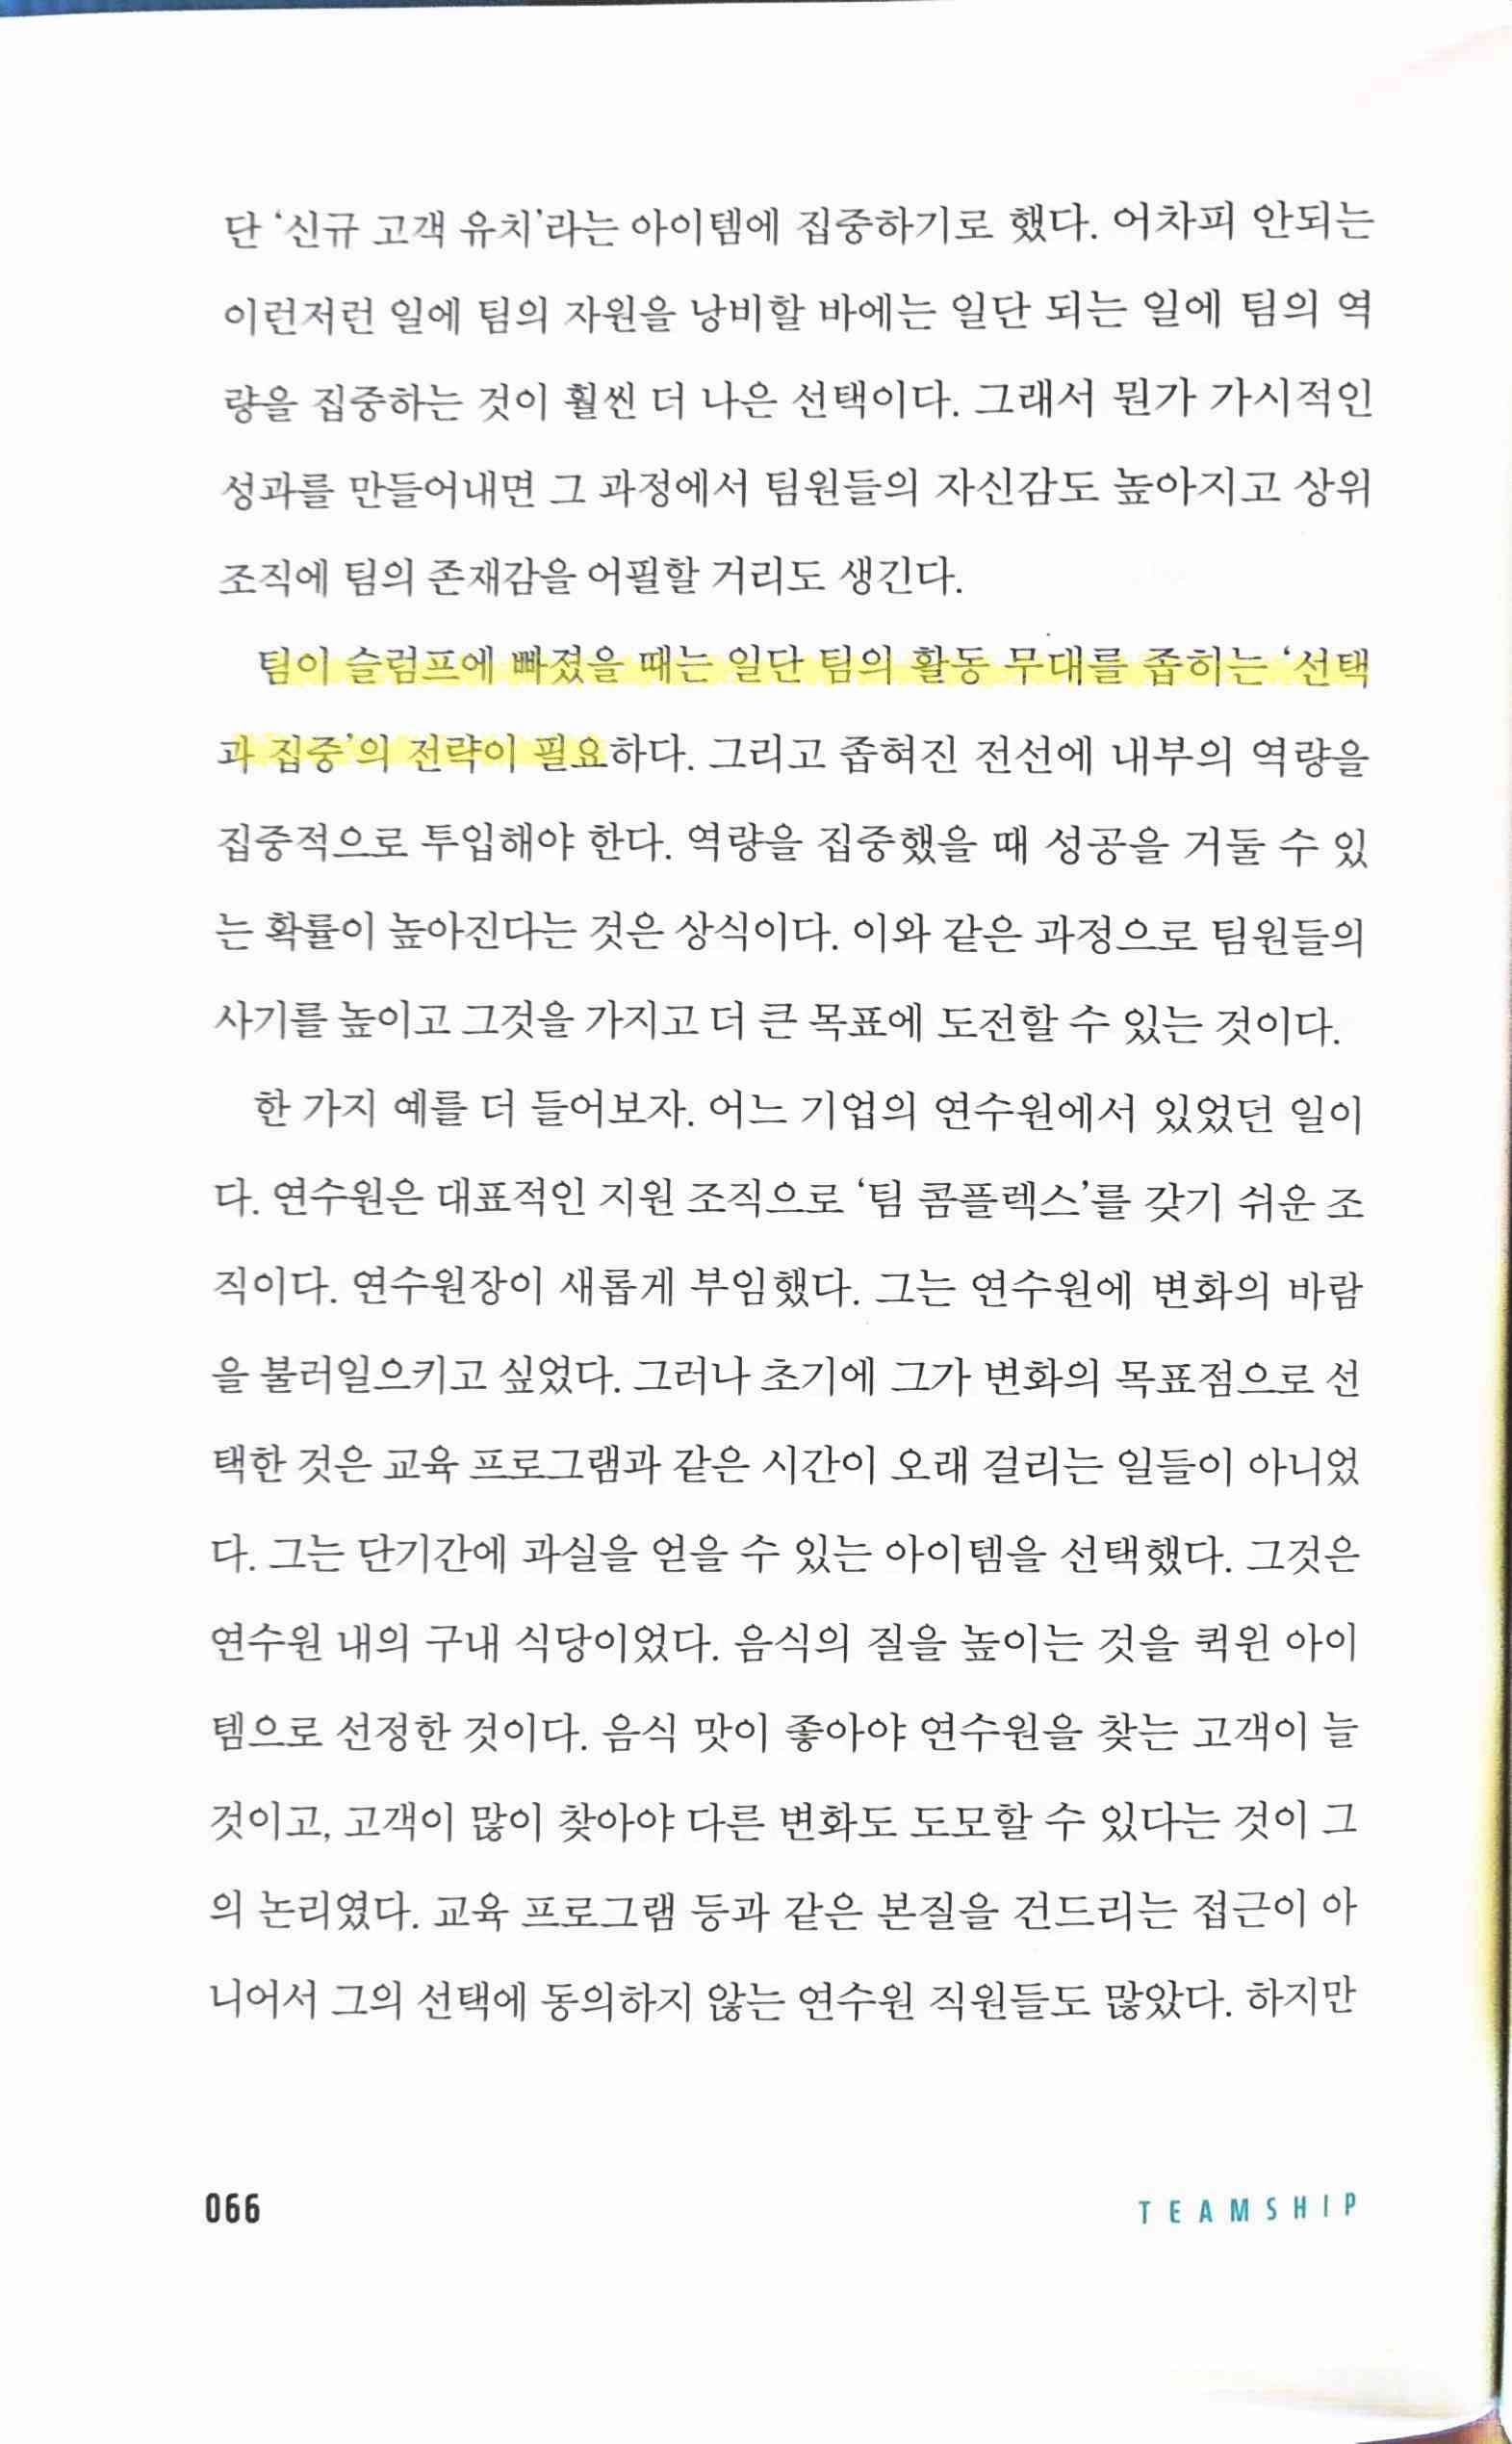 단 ‘신규 고객 유치’라는 아이템에 집중하기로 했다. 어차피 안되는
이런저런 일에 팀의 자원을 낭비할 바에는 일단 되는 일에 팀의 역
량을 집중하는 것이 훨씬 더 나은 선택이다. 그래서 뭔가 가시적인
성과를 만들어내면 그 과정에서 팀원들의 자신감도 높아지고 상위
조직에 팀의 존재감을 어필할 거리도 생긴다.
팀이 슬럼프에 빠졌을 때는 일단 팀의 활동 무대를 좁히는 ‘선택
과 집중’의 전략이 필요하다. 그리고 좁혀진 전선에 내부의 역량을
집중적으로 투입해야 한다. 역량을 집중했을 때 성공을 거둘 수 있
는 확률이 높아진다는 것은 상식이다. 이와 같은 과정으로 팀원들의
사기를 높이고 그것을 가지고 더 큰 목표에 도전할 수 있는 것이다.
한 가지 예를 더 들어보자. 어느 기업의 연수원에서 있었던 일이
다. 연수원은 대표적인 지원 조직으로 ‘팀 콤플렉스’를 갖기 쉬운 조
직이다. 연수원장이 새롭게 부임했다. 그는 연수원에 변화의 바람
을 불러일으키고 싶었다. 그러나 초기에 그가 변화의 목표점으로 선
택한 것은 교육 프로그램과 같은 시간이 오래 걸리는 일들이 아니었
다. 그는 단기간에 과실을 얻을 수 있는 아이템을 선택했다. 그것은
연수원 내의 구내 식당이었다. 음식의 질을 높이는 것을 퀵윈 아이
템으로 선정한 것이다. 음식 맛이 좋아야 연수원을 찾는 고객이 늘
것이고, 고객이 많이 찾아야 다른 변화도 도모할 수 있다는 것이 그
의 논리였다. 교육 프로그램 등과 같은 본질을 건드리는 접근이 아
니어서 그의 선택에 동의하지 않는 연수원 직원들도 많았다. 하지만
066
TEAMSHIP